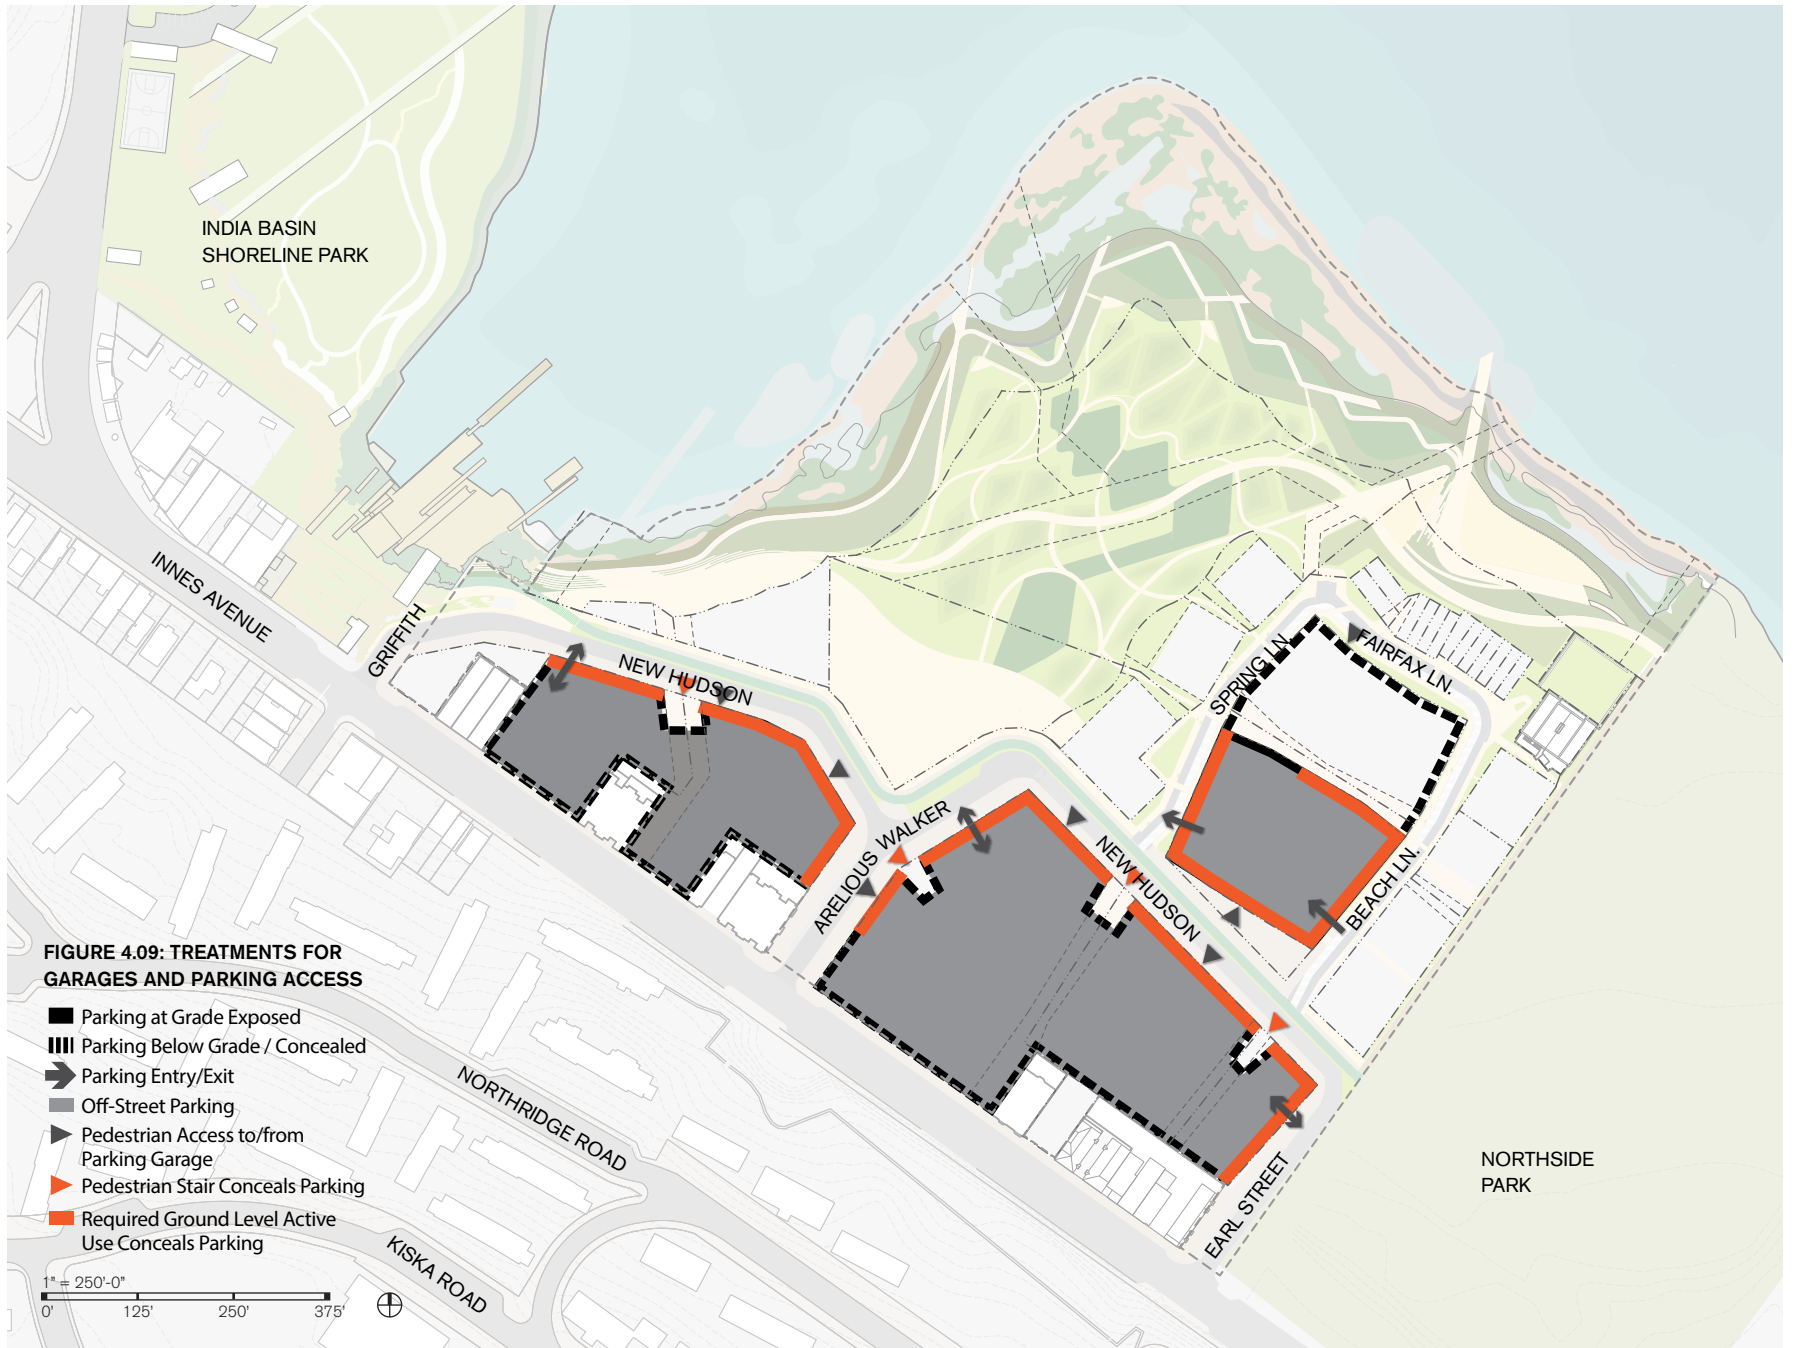 INDIA BASIN
SHORELINE PARK
INNES AVENUE
GRIFFITH
NEW HUDSON
SPRING LN.
FAIRFAX LN.
ARELIOUS WALKER
NEW HUDSON
BEACH LN.
EARL STREET
NORTHSIDE
PARK
NORTHRIDGE ROAD
KISKA ROAD
FIGURE 4.09: TREATMENTS FOR
GARAGES AND PARKING ACCESS
Parking at Grade Exposed
Parking Below Grade / Concealed
Parking Entry/Exit
Off-Street Parking
Pedestrian Access to/from
Parking Garage
Pedestrian Stair Conceals Parking
Required Ground Level Active
Use Conceals Parking
1" = 250'-0"
0' 125' 250' 375'